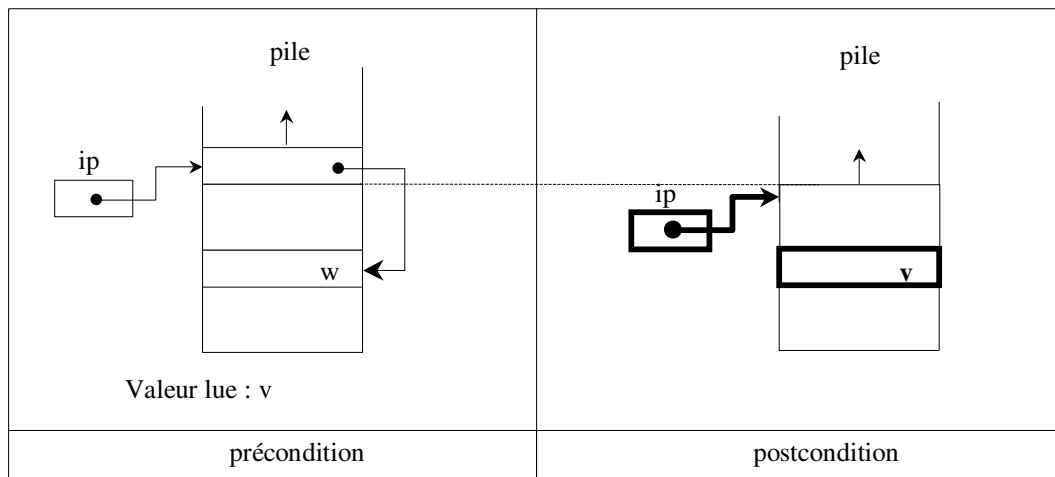 pile
ip
w
Valeur lue : v
précondition
pile
ip
v
postcondition